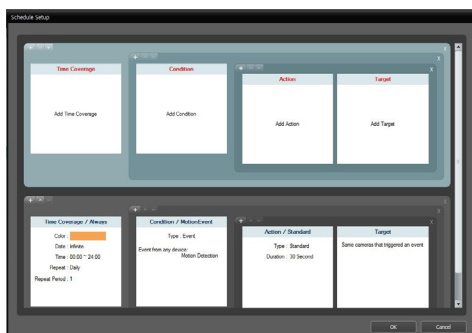 Schedule Setup
Time Coverage
Add Time Coverage
Condition
Add Condition
Action
Add Action
Target
Add Target
Time Coverage / Always
Color :
Date : Infinite
Time : 00:00 ~ 24:00
Repeat : Daily
Repeat Period : 1
Condition / MotionEvent
Type : Event
Event from any device:
Motion Detection
Action / Standard
Type : Standard
Duration : 30 Second
Target
Same cameras that triggered an event
OK
Cancel